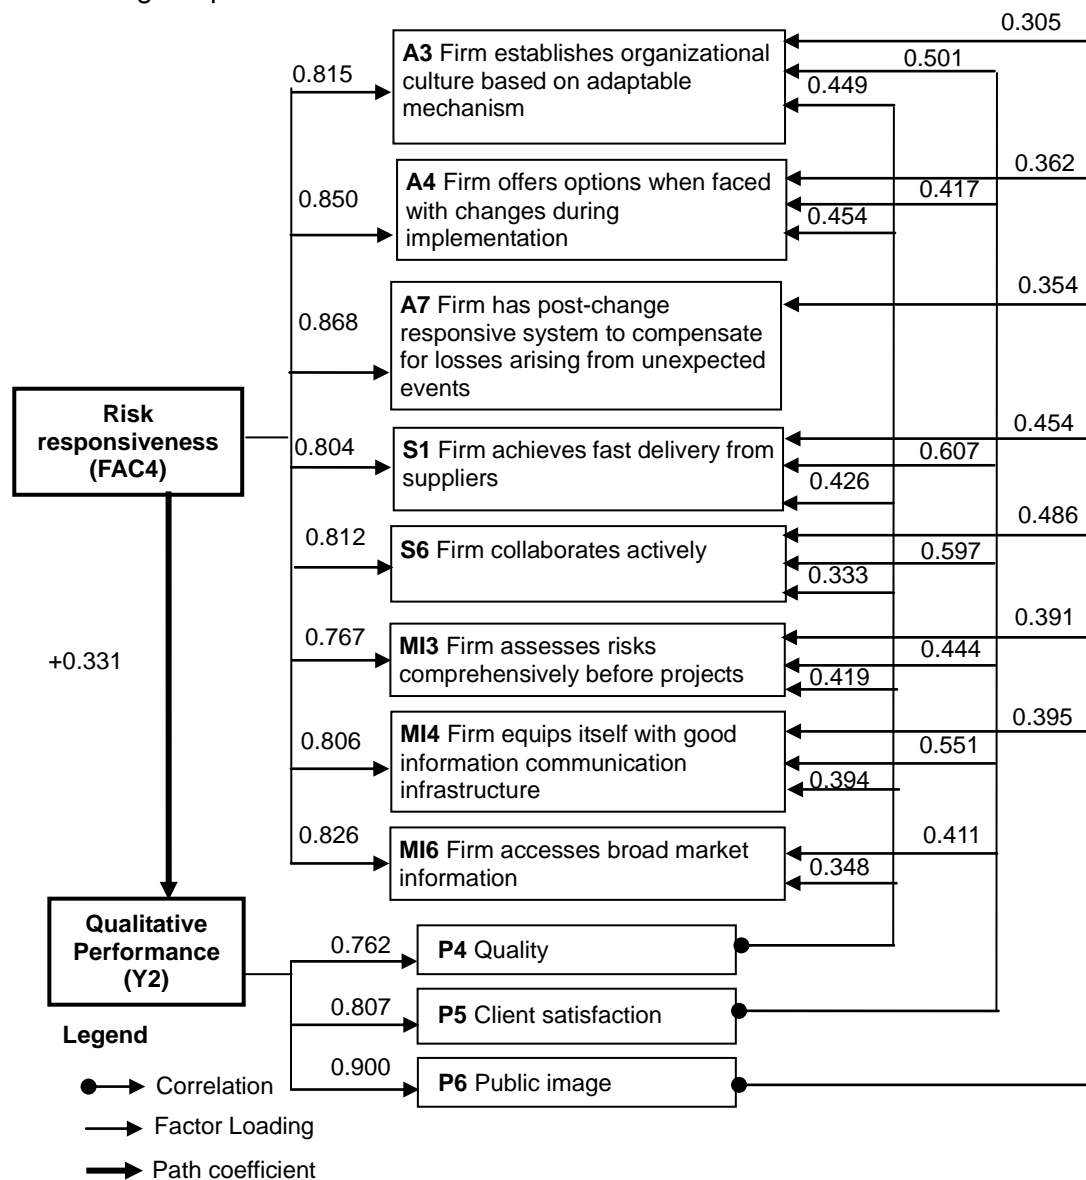 0.305
A3 Firm establishes organizational
culture based on adaptable
mechanism
0.815
0.501
0.449
A4 Firm offers options when faced
with changes during
implementation
0.850
0.362
0.417
0.454
A7 Firm has post-change
responsive system to compensate
for losses arising from unexpected
events
0.868
0.354
Risk
responsiveness
(FAC4)
0.804
S1 Firm achieves fast delivery from
suppliers
0.454
0.607
0.426
0.812
S6 Firm collaborates actively
0.486
0.597
0.333
+0.331
0.767
MI3 Firm assesses risks
comprehensively before projects
0.391
0.444
0.419
0.806
MI4 Firm equips itself with good
information communication
infrastructure
0.395
0.551
0.394
0.826
MI6 Firm accesses broad market
information
0.411
0.348
Qualitative
Performance
(Y2)
0.762
P4 Quality
0.807
P5 Client satisfaction
0.900
P6 Public image
Legend
Correlation
Factor Loading
Path coefficient